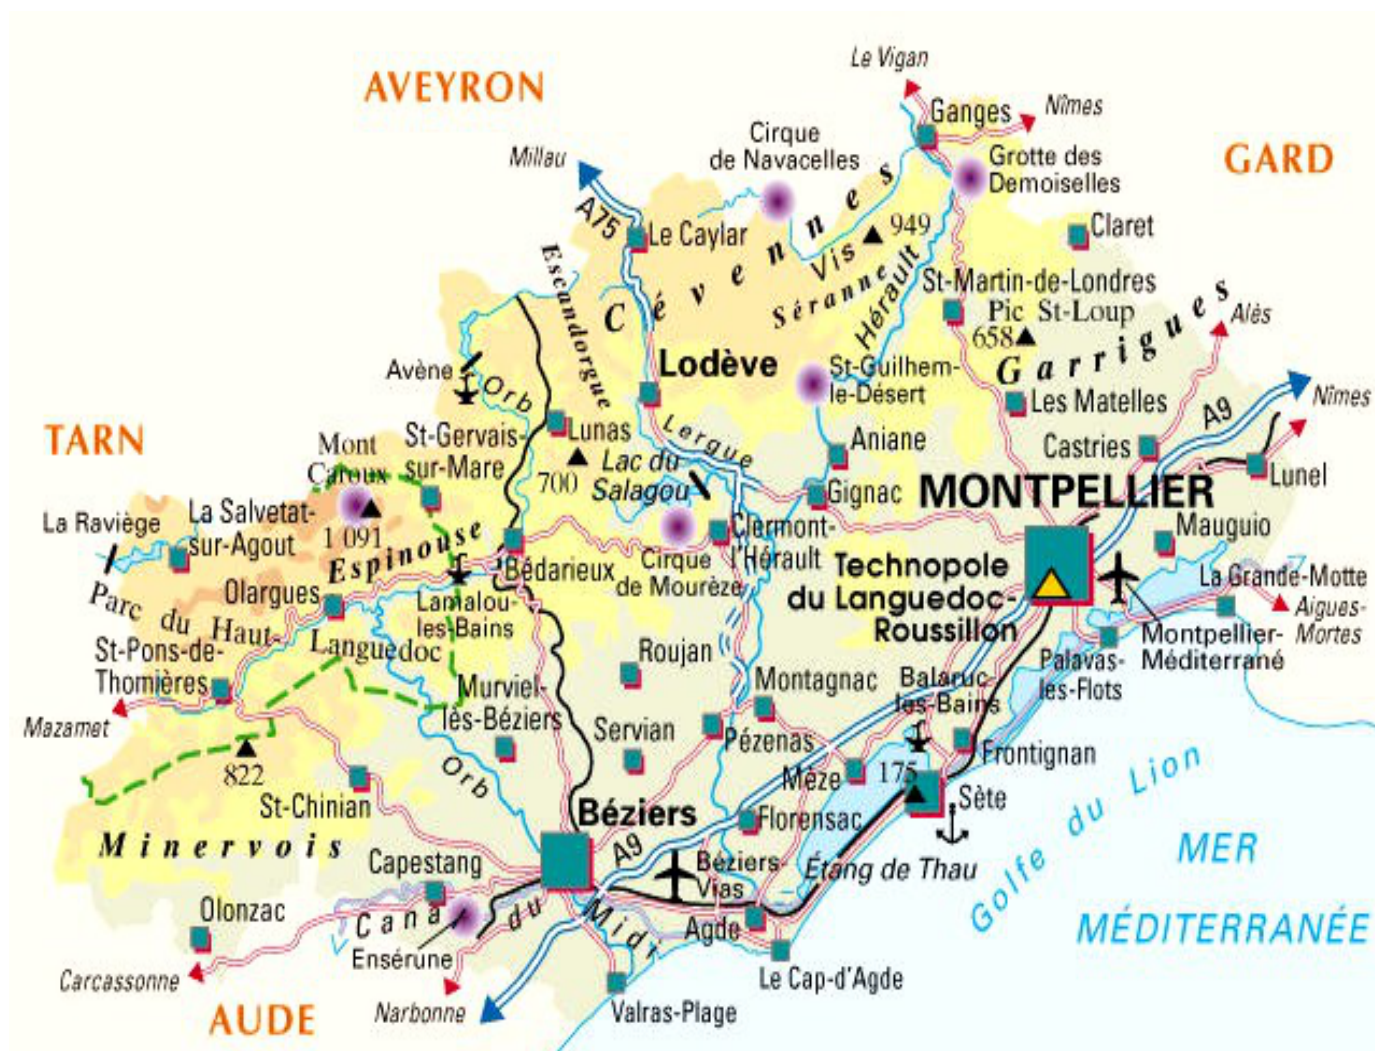 AVEYRON
Le Vigan
Ganges
Nîmes
Cirque
de Navacelles
Millau
Grotte des
Demoiselles
GARD
A75
Le Caylar
Cévennes
Vis
949
Claret
Escandorgue
Séranne
Hérault
St-Martin-de-Londres
Pic St-Loup
658
Garrigues
Alès
Avène
Orb
Lodève
St-Guilhem-
le-Désert
Les Matelles
A9
Nîmes
TARN
Mont
Caroux
1 091
St-Gervais-
sur-Mare
Lunas
700
Lergue
Lac du
Salagou
Aniane
Castries
Lunel
La Raviège
La Salvetat-
sur-Agout
Espinouse
Gignac
MONTPELLIER
Mauguio
Clermont-
l'Hérault
Cirque
de Mourèze
Bédarieux
Olargues
Lamalou-
les-Bains
Technopole
du Languedoc-
Roussillon
La Grande-Motte
Aigues-
Mortes
Parc du Haut-
Languedoc
St-Pons-de-
Thomières
Roujan
Montpellier-
Méditerrané
Palavas-
les-Flots
Mazamet
Murviel-
lès-Béziers
Montagnac
Balaruc-
les-Bains
Servian
Pézenas
Frontignan
822
Orb
Mèze
175
St-Chinian
Sète
Béziers
Florensac
Golfe du Lion
Minervois
A9
Capestang
Béziers-
Vias
Étang de Thau
MER
MÉDITERRANÉE
Olonzac
Canal du Midi
Agde
Ensérune
Carcassonne
Le Cap-d'Agde
AUDE
Narbonne
Valras-Plage